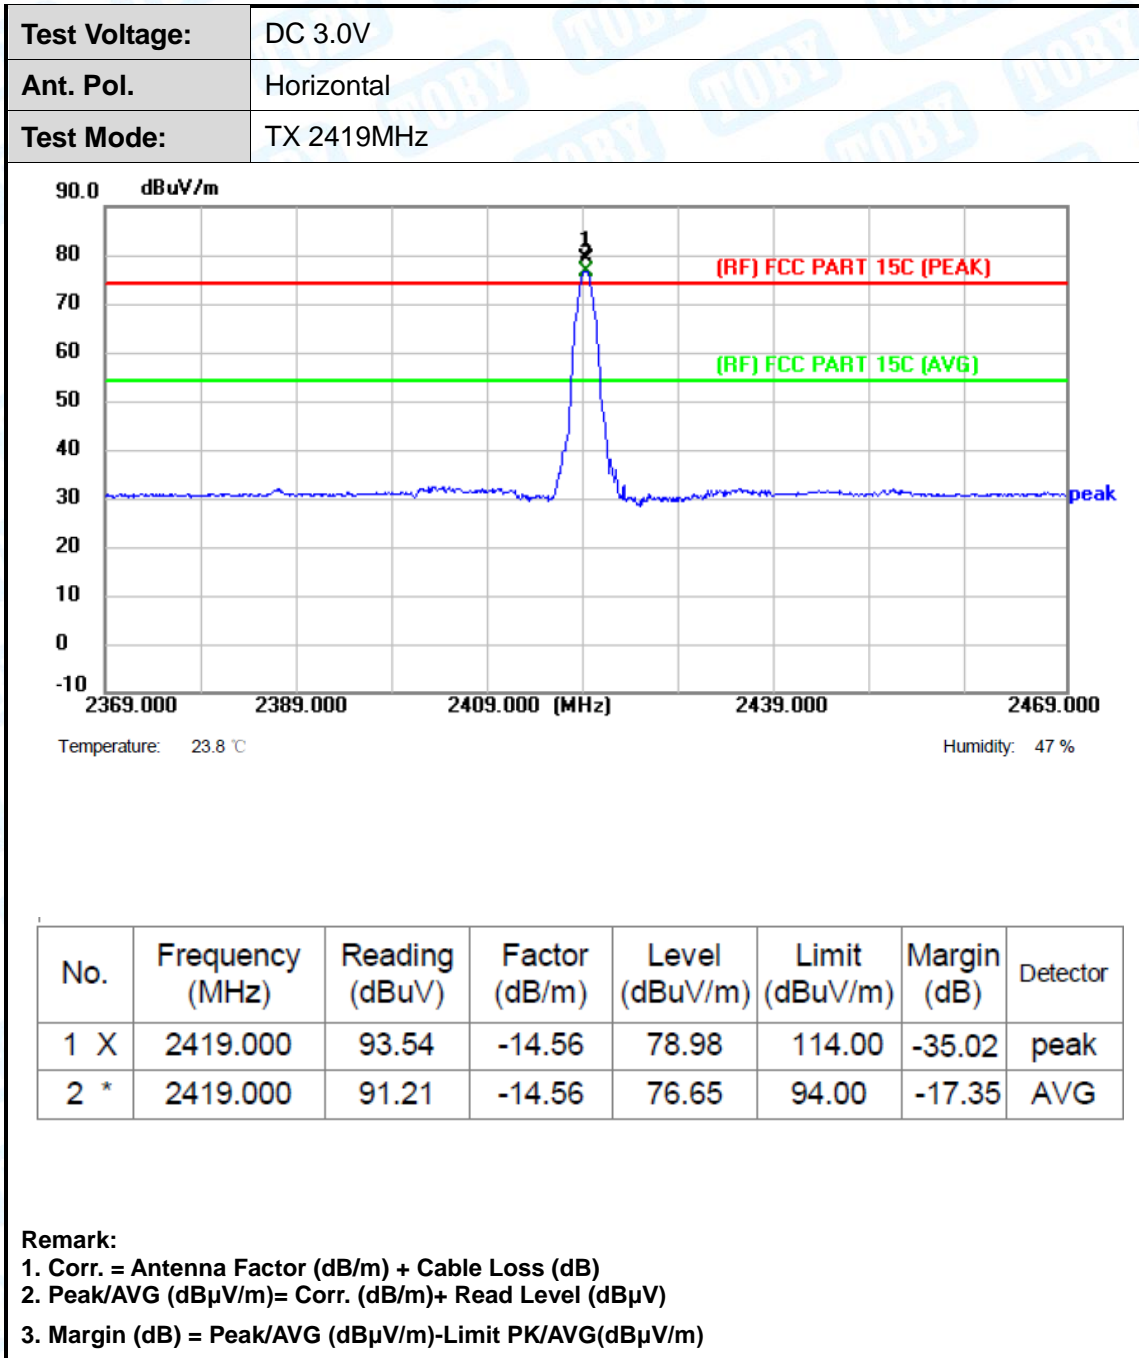 Test Voltage: DC 3.0V
Ant. Pol. Horizontal
Test Mode: TX 2419MHz
90.0 dBuV/m
1
80
(RF) FCC PART 15C (PEAK)
70
60
(RF) FCC PART 15C (AVG)
50
40
30
peak
20
10
0
-10
2369.000 2389.000 2409.000 (MHz) 2439.000 2469.000
Temperature: 23.8 ℃ Humidity: 47 %
No. Frequency (MHz) Reading (dBuV) Factor (dB/m) Level (dBuV/m) Limit (dBuV/m) Margin (dB) Detector
1 X 2419.000 93.54 -14.56 78.98 114.00 -35.02 peak
2 * 2419.000 91.21 -14.56 76.65 94.00 -17.35 AVG
Remark:
1. Corr. = Antenna Factor (dB/m) + Cable Loss (dB)
2. Peak/AVG (dBµV/m)= Corr. (dB/m)+ Read Level (dBµV)
3. Margin (dB) = Peak/AVG (dBµV/m)-Limit PK/AVG(dBµV/m)
TOBY